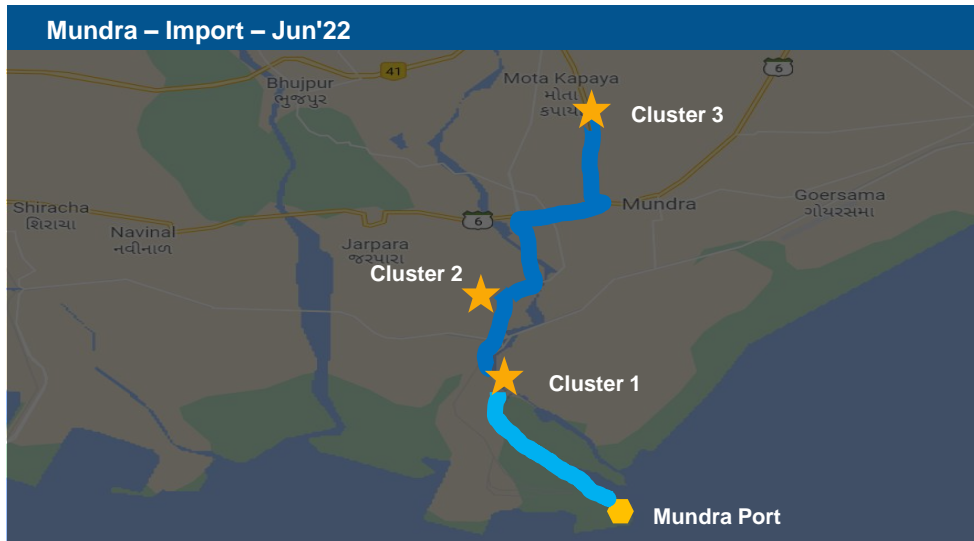 Mundra – Import – Jun'22
41
6
Bhujpur
ભુજપુર
Mota Kapaya
મોતા
કપાયા
Cluster 3
Shiracha
શિરાચા
Navinal
નવીનાળ
6
Mundra
Goersama
ગોયરસમા
Jarpara
જરપારા
Cluster 2
Cluster 1
Mundra Port